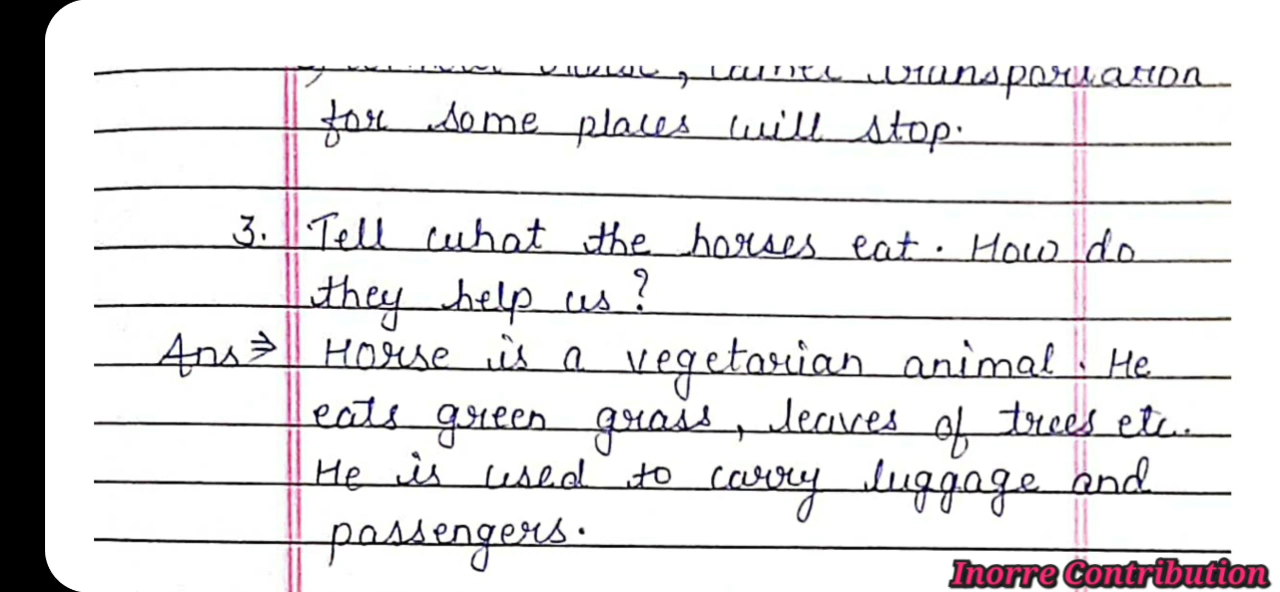 transportation
for some places will stop.
3. Tell what the horses eat. How do
they help us?
Ans ⇒ Horse is a vegetarian animal. He
eats green grass, leaves of trees etc.
He is used to carry luggage and
passengers.
Inorre Contribution